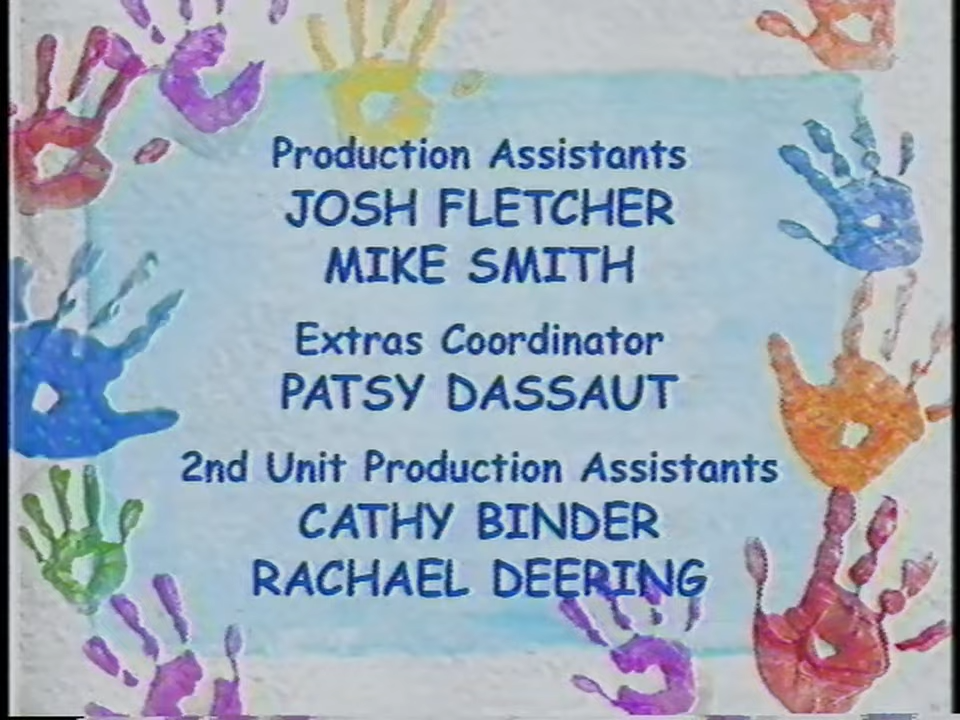 Production Assistants
JOSH FLETCHER
MIKE SMITH
Extras Coordinator
PATSY DASSAUT
2nd Unit Production Assistants
CATHY BINDER
RACHAEL DEERING